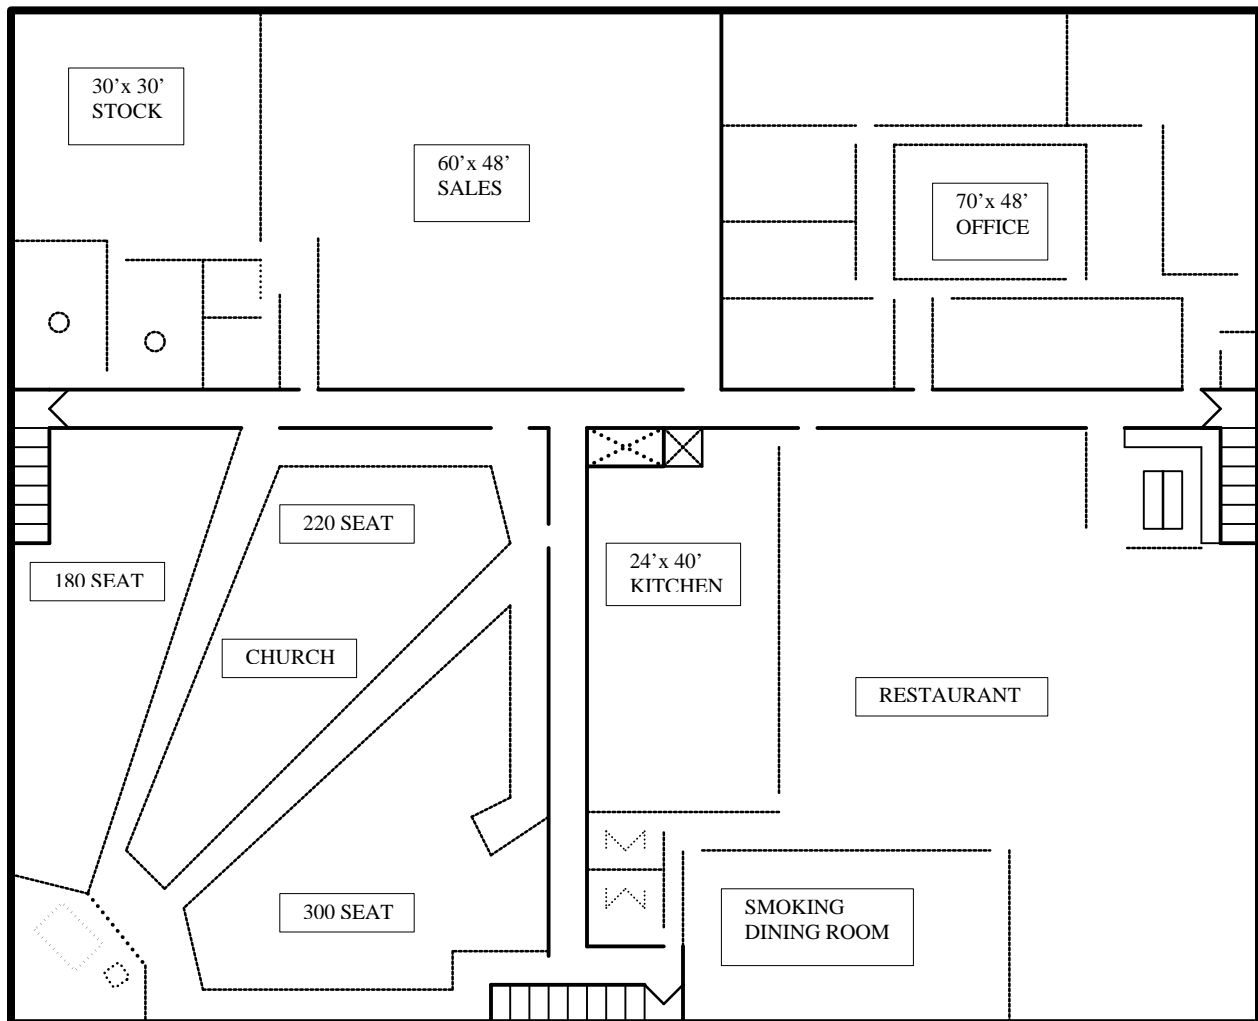 30’x 30’
STOCK
60’x 48’
SALES
70’x 48’
OFFICE
220 SEAT
180 SEAT
24’x 40’
KITCHEN
CHURCH
RESTAURANT
300 SEAT
SMOKING
DINING ROOM